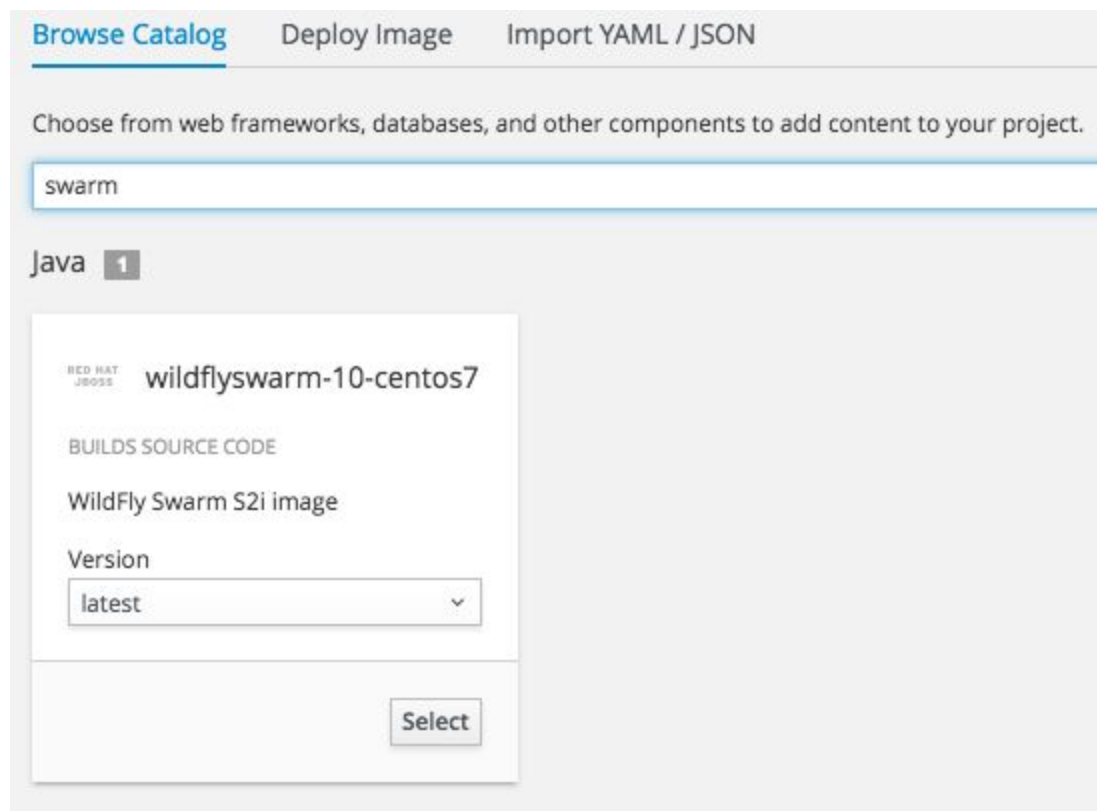 Browse Catalog Deploy Image Import YAML / JSON
Choose from web frameworks, databases, and other components to add content to your project.
swarm
Java 1
RED HAT
JBOSS
wildflyswarm-10-centos7
BUILDS SOURCE CODE
WildFly Swarm S2i image
Version
latest
Select